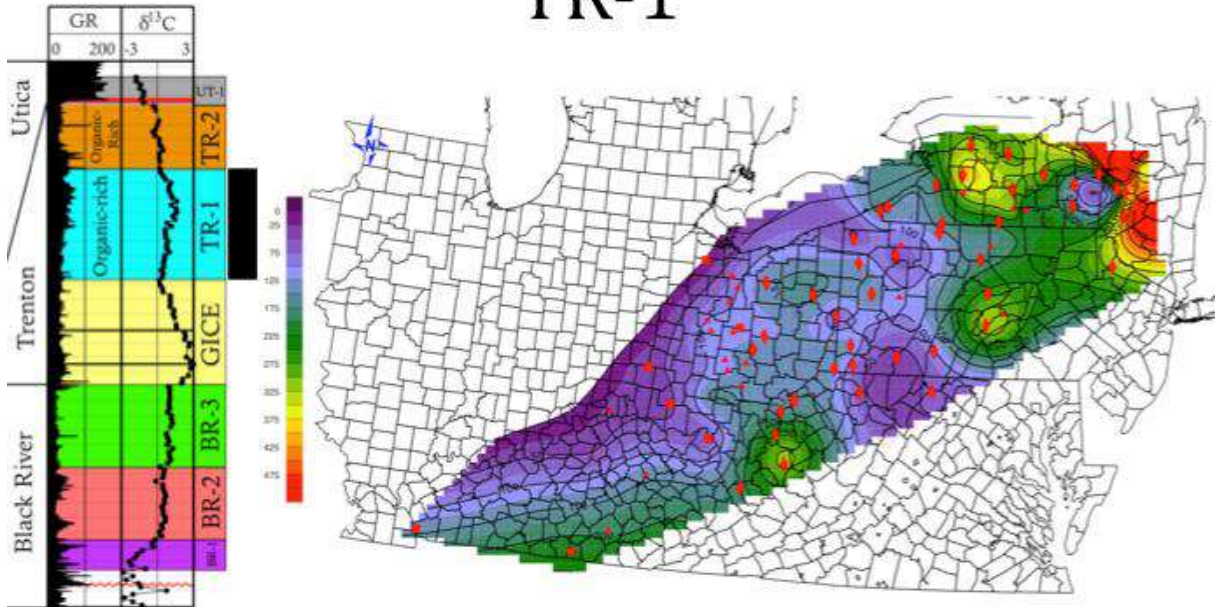 TR-1
GR
δ¹³C
0 200 -3 3
Utica
UT-1
Organic-Rich
TR-2
Trenton
Organic-rich
TR-1
GICE
Black River
BR-3
BR-2
N
0
25
75
125
175
225
275
325
375
425
475
100